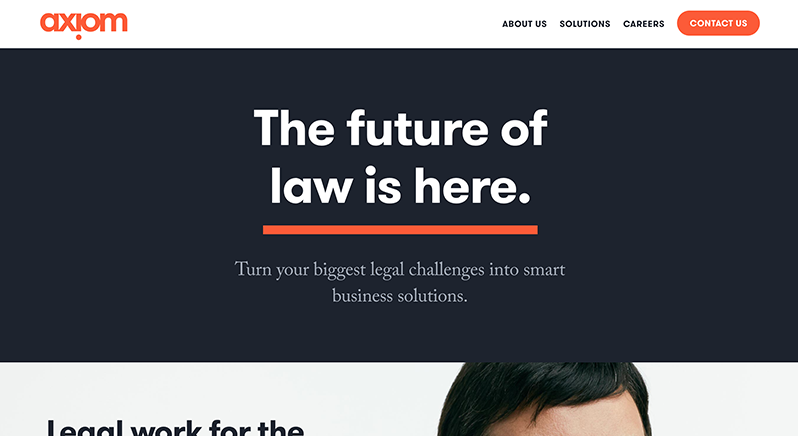 axiom
ABOUT US SOLUTIONS CAREERS CONTACT US
The future of
law is here.
Turn your biggest legal challenges into smart
business solutions.
Legal work for the